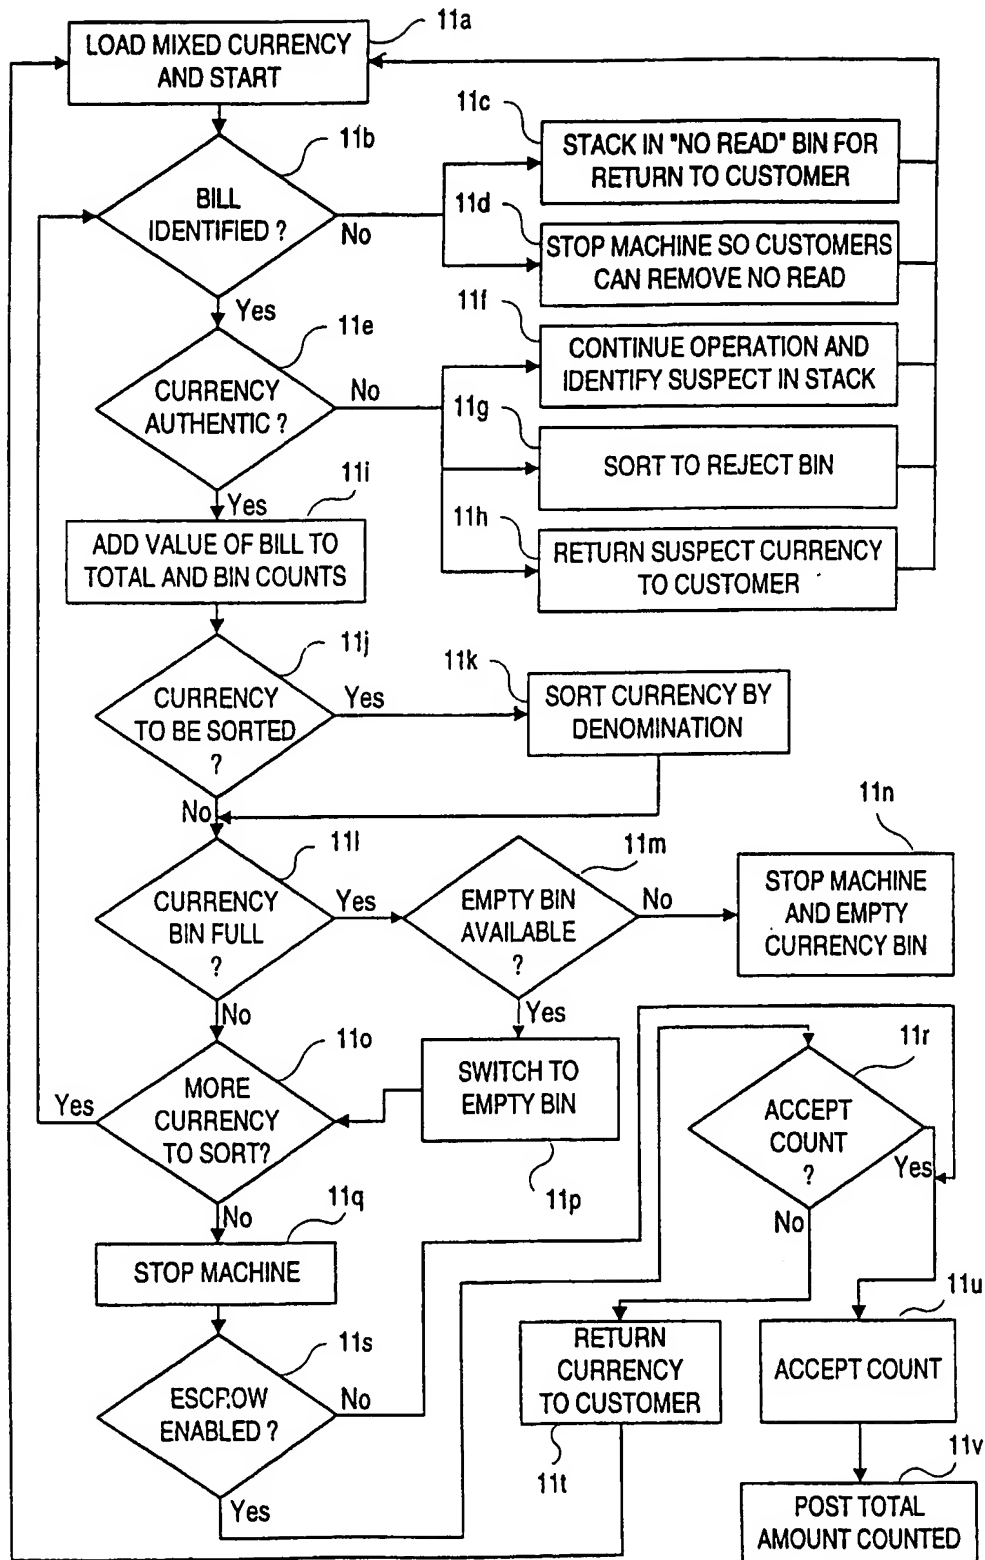 11a
LOAD MIXED CURRENCY
AND START
11b
BILL
IDENTIFIED ?
No
Yes
11c
STACK IN "NO READ" BIN FOR
RETURN TO CUSTOMER
11d
STOP MACHINE SO CUSTOMERS
CAN REMOVE NO READ
11e
CURRENCY
AUTHENTIC ?
No
Yes
11f
CONTINUE OPERATION AND
IDENTIFY SUSPECT IN STACK
11g
SORT TO REJECT BIN
11h
RETURN SUSPECT CURRENCY
TO CUSTOMER
11i
ADD VALUE OF BILL TO
TOTAL AND BIN COUNTS
11j
CURRENCY
TO BE SORTED
?
Yes
No
11k
SORT CURRENCY BY
DENOMINATION
11l
CURRENCY
BIN FULL
?
Yes
No
11m
EMPTY BIN
AVAILABLE
?
No
Yes
11n
STOP MACHINE
AND EMPTY
CURRENCY BIN
11o
MORE
CURRENCY
TO SORT?
Yes
No
SWITCH TO
EMPTY BIN
11p
11r
ACCEPT
COUNT
?
Yes
No
11q
STOP MACHINE
11s
ESCROW
ENABLED ?
No
Yes
RETURN
CURRENCY
TO CUSTOMER
11t
11u
ACCEPT COUNT
11v
POST TOTAL
AMOUNT COUNTED